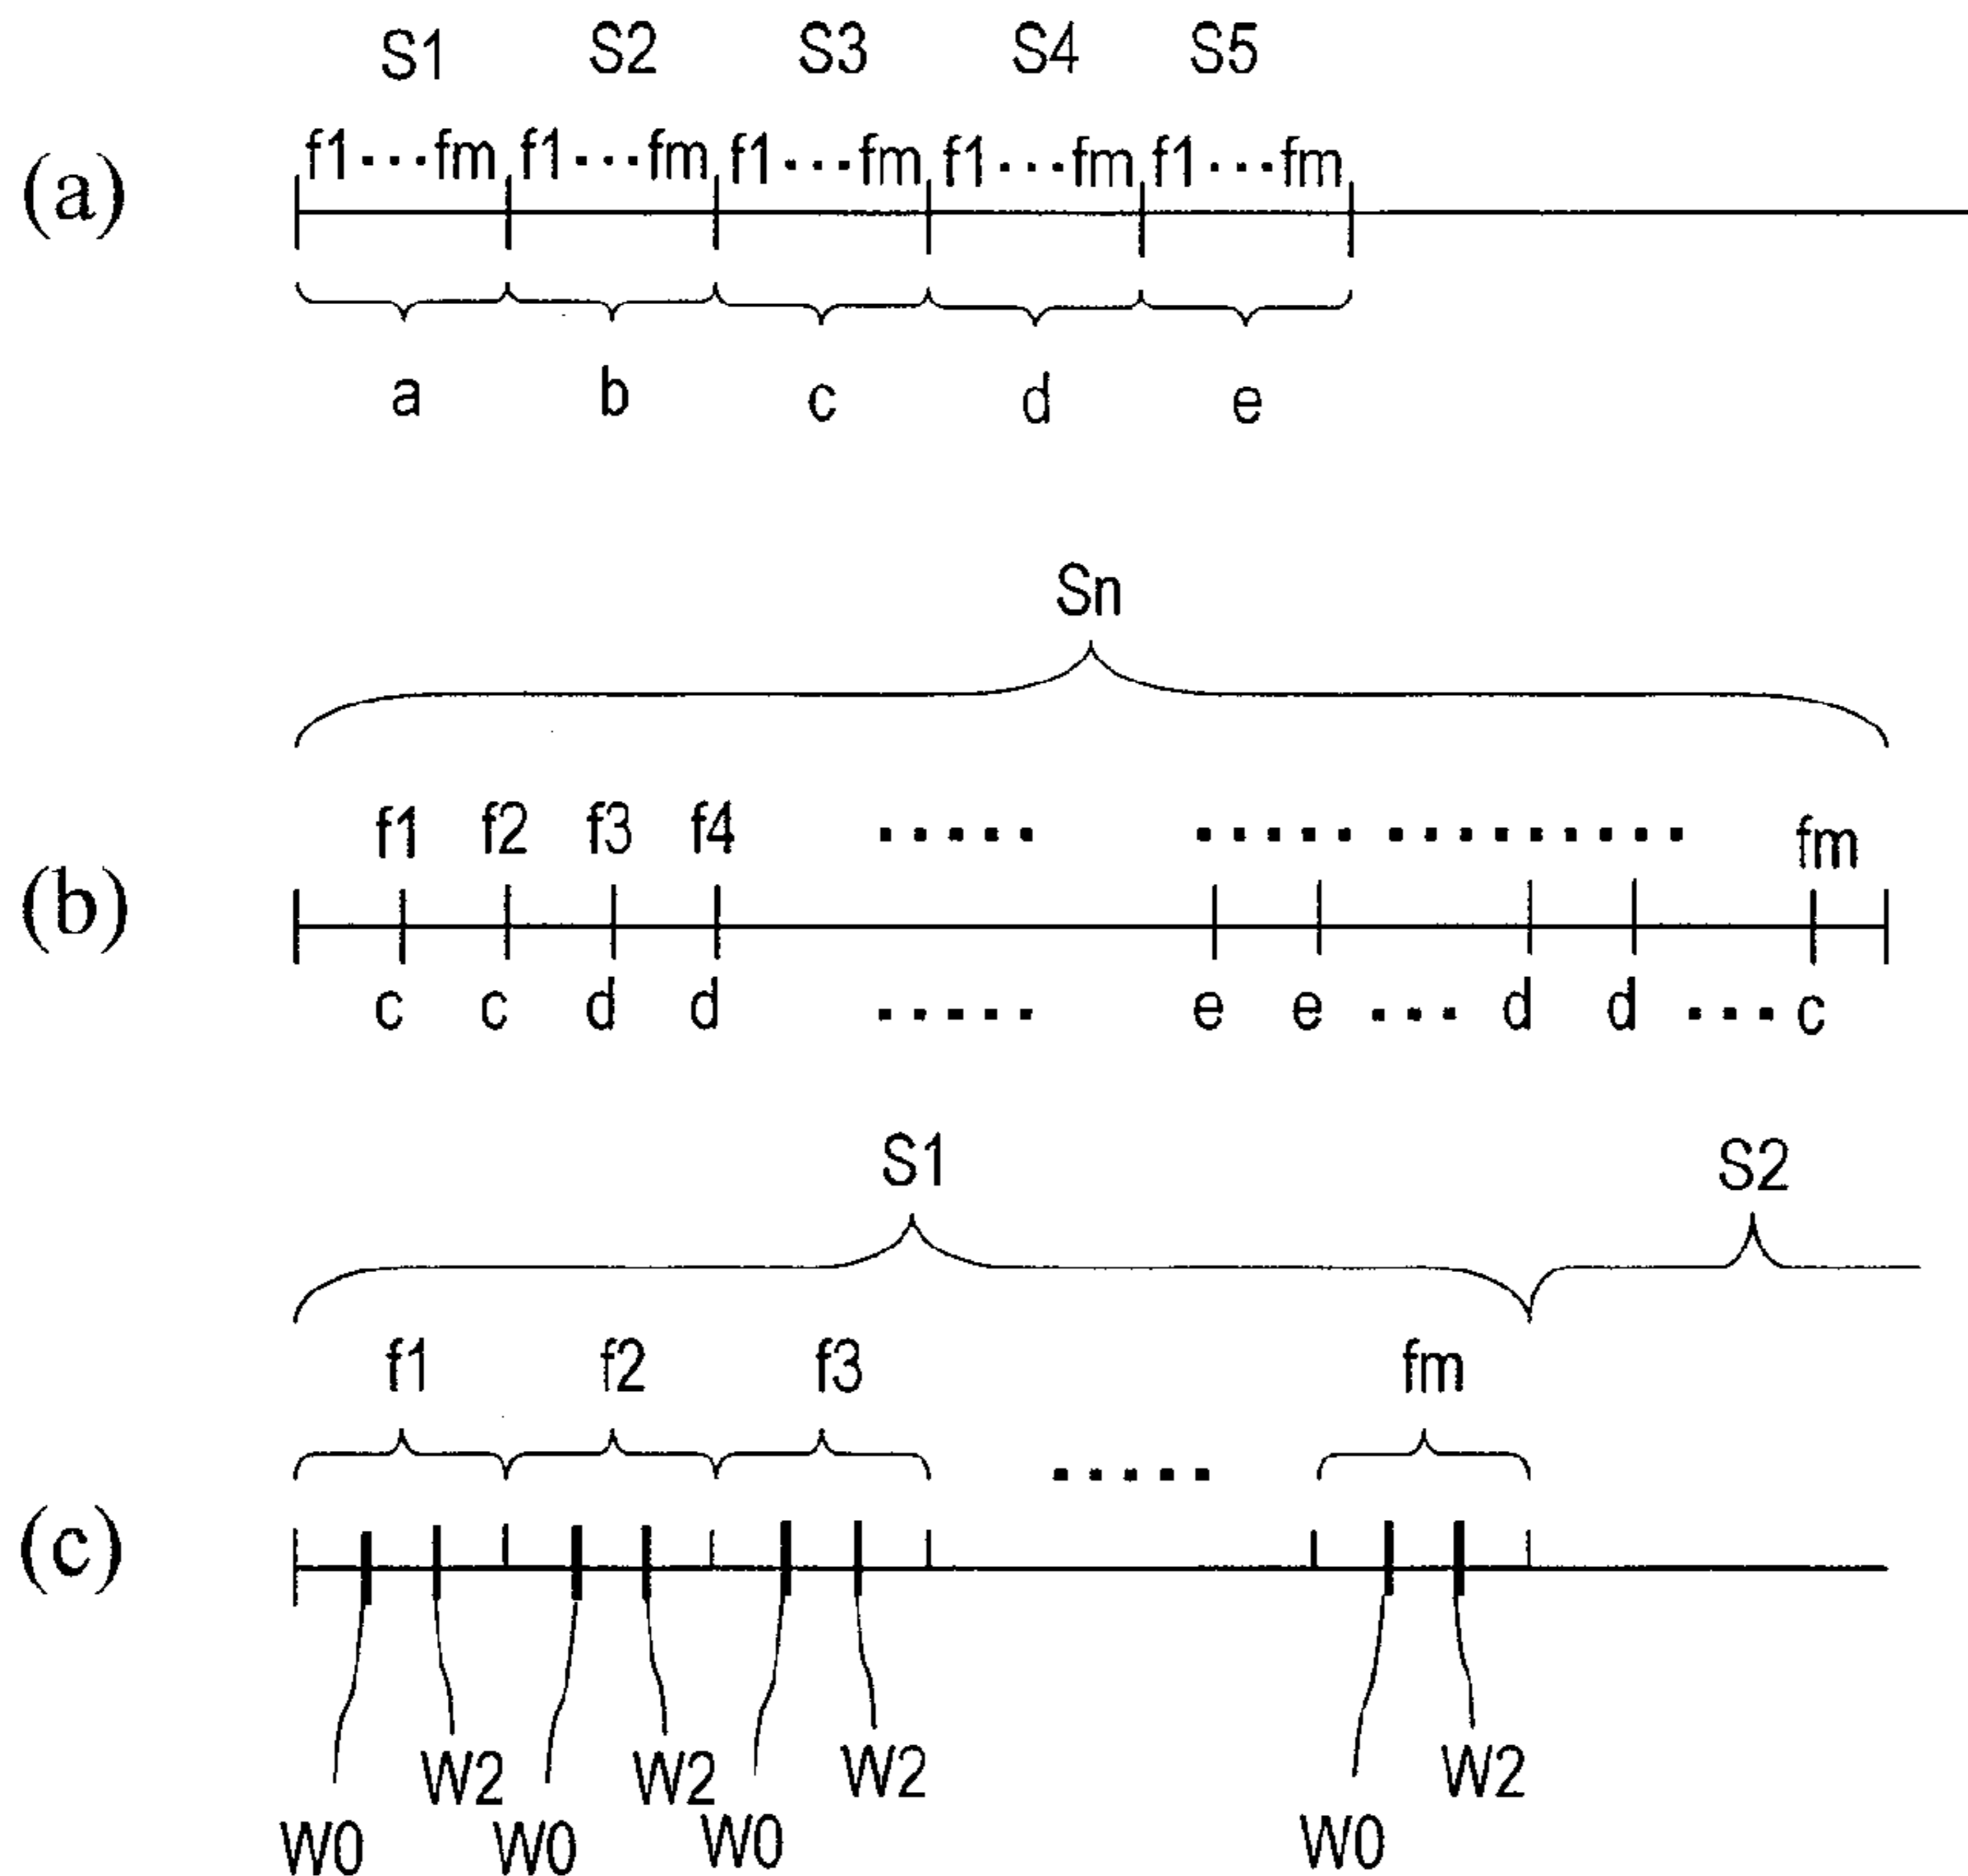 S1 S2 S3 S4 S5
(a)
f1...fm f1...fm f1...fm f1...fm f1...fm
a b c d e
Sn
(b)
f1 f2 f3 f4 ..... ..... ......... fm
c c d d ..... e e ... d d ... c
S1 S2
f1 f2 f3 ..... fm
(c)
W2 W2 W2 W2
W0 W0 W0 W0